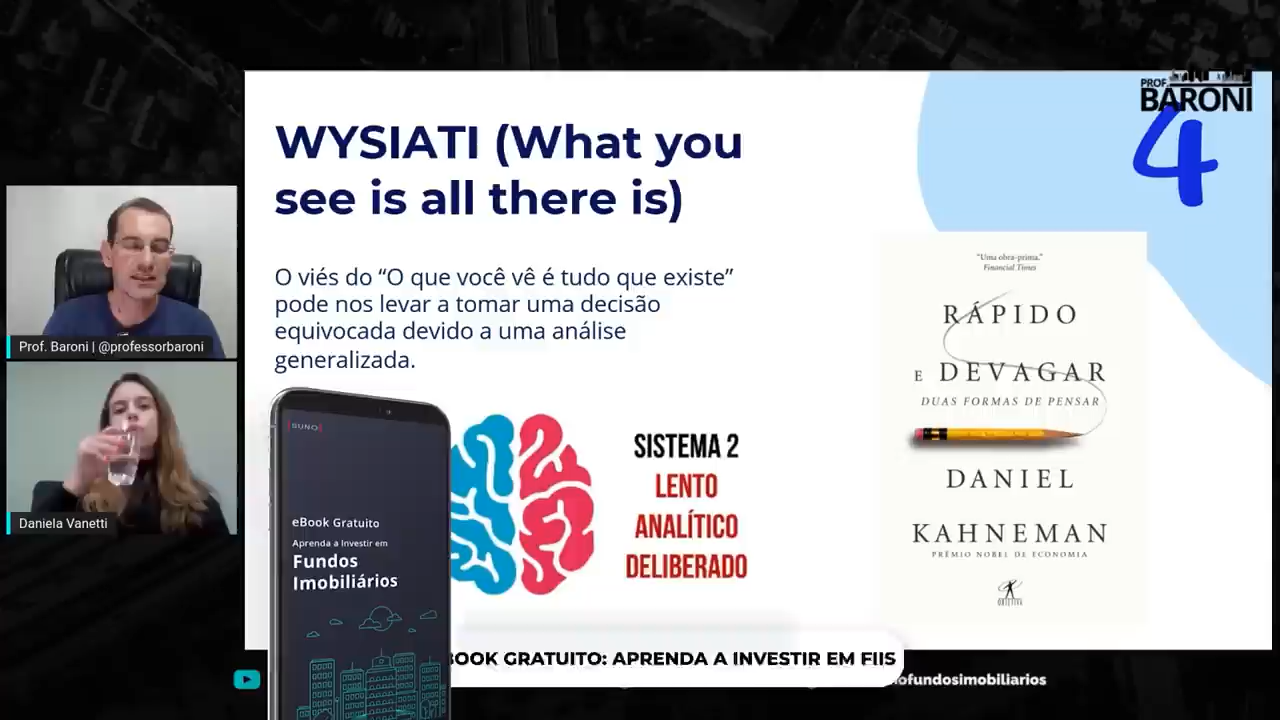 PROF.
BARONI
4
WYSIATI (What you
see is all there is)
O viés do “O que você vê é tudo que existe”
pode nos levar a tomar uma decisão
equivocada devido a uma análise
generalizada.
Prof. Baroni | @professorbaroni
Daniela Vanetti
SUNO
eBook Gratuito
Aprenda a Investir em
Fundos
Imobiliários
SISTEMA 2
LENTO
ANALÍTICO
DELIBERADO
“Uma obra-prima.”
Financial Times
RÁPIDO
E DEVAGAR
DUAS FORMAS DE PENSAR
DANIEL
KAHNEMAN
PRÊMIO NOBEL DE ECONOMIA
OBJETIVA
BOOK GRATUITO: APRENDA A INVESTIR EM FIIS
ofundosimobiliarios